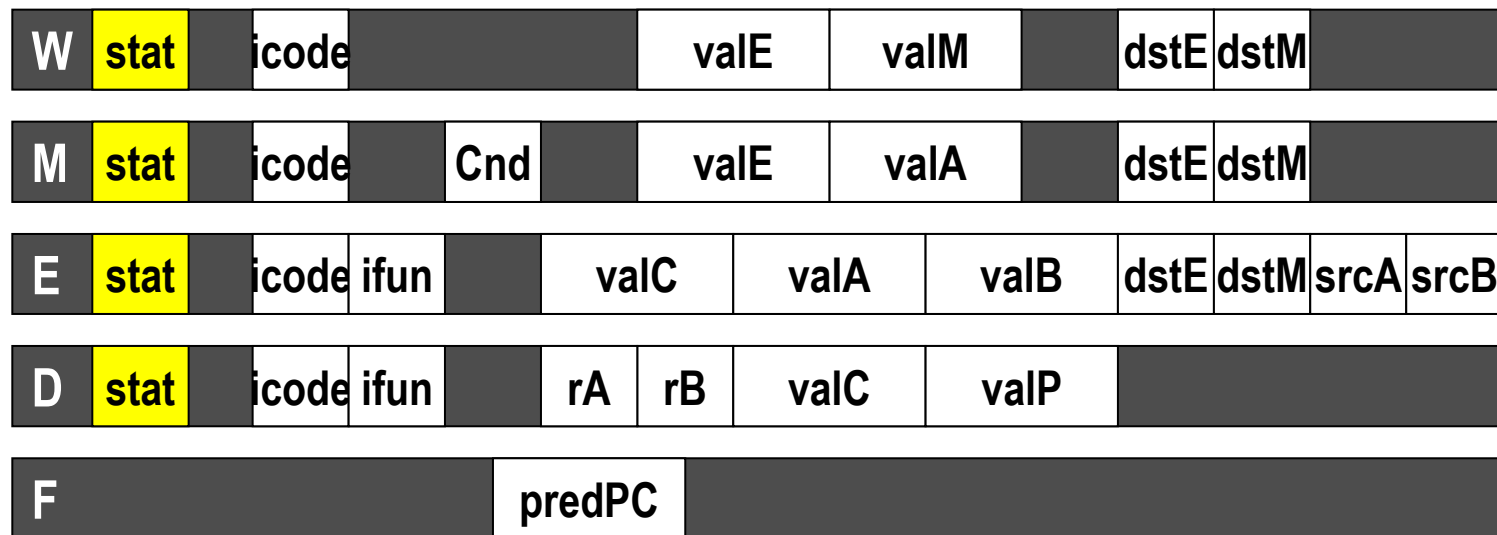 W stat icode valE valM dstE dstM
M stat icode Cnd valE valA dstE dstM
E stat icode ifun valC valA valB dstE dstM srcA srcB
D stat icode ifun rA rB valC valP
F predPC